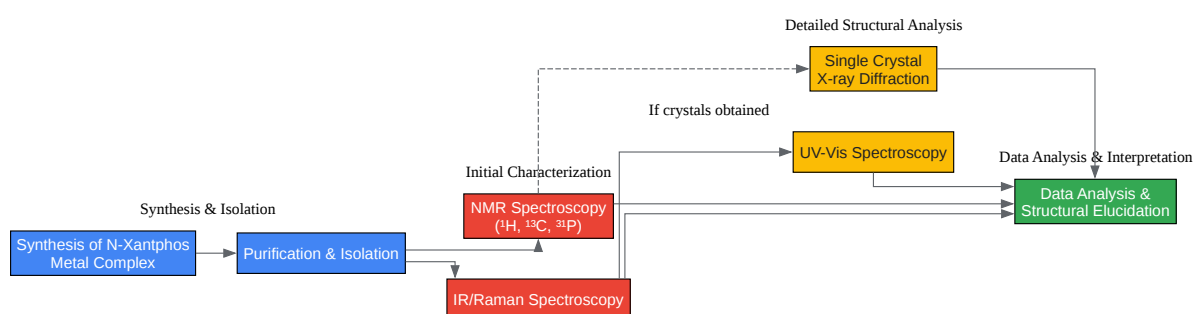 Detailed Structural Analysis
Single Crystal
X-ray Diffraction
If crystals obtained
UV-Vis Spectroscopy
Data Analysis & Interpretation
Initial Characterization
NMR Spectroscopy
(¹H, ¹³C, ³¹P)
Data Analysis &
Structural Elucidation
Synthesis & Isolation
Synthesis of N-Xantphos
Metal Complex
Purification & Isolation
IR/Raman Spectroscopy